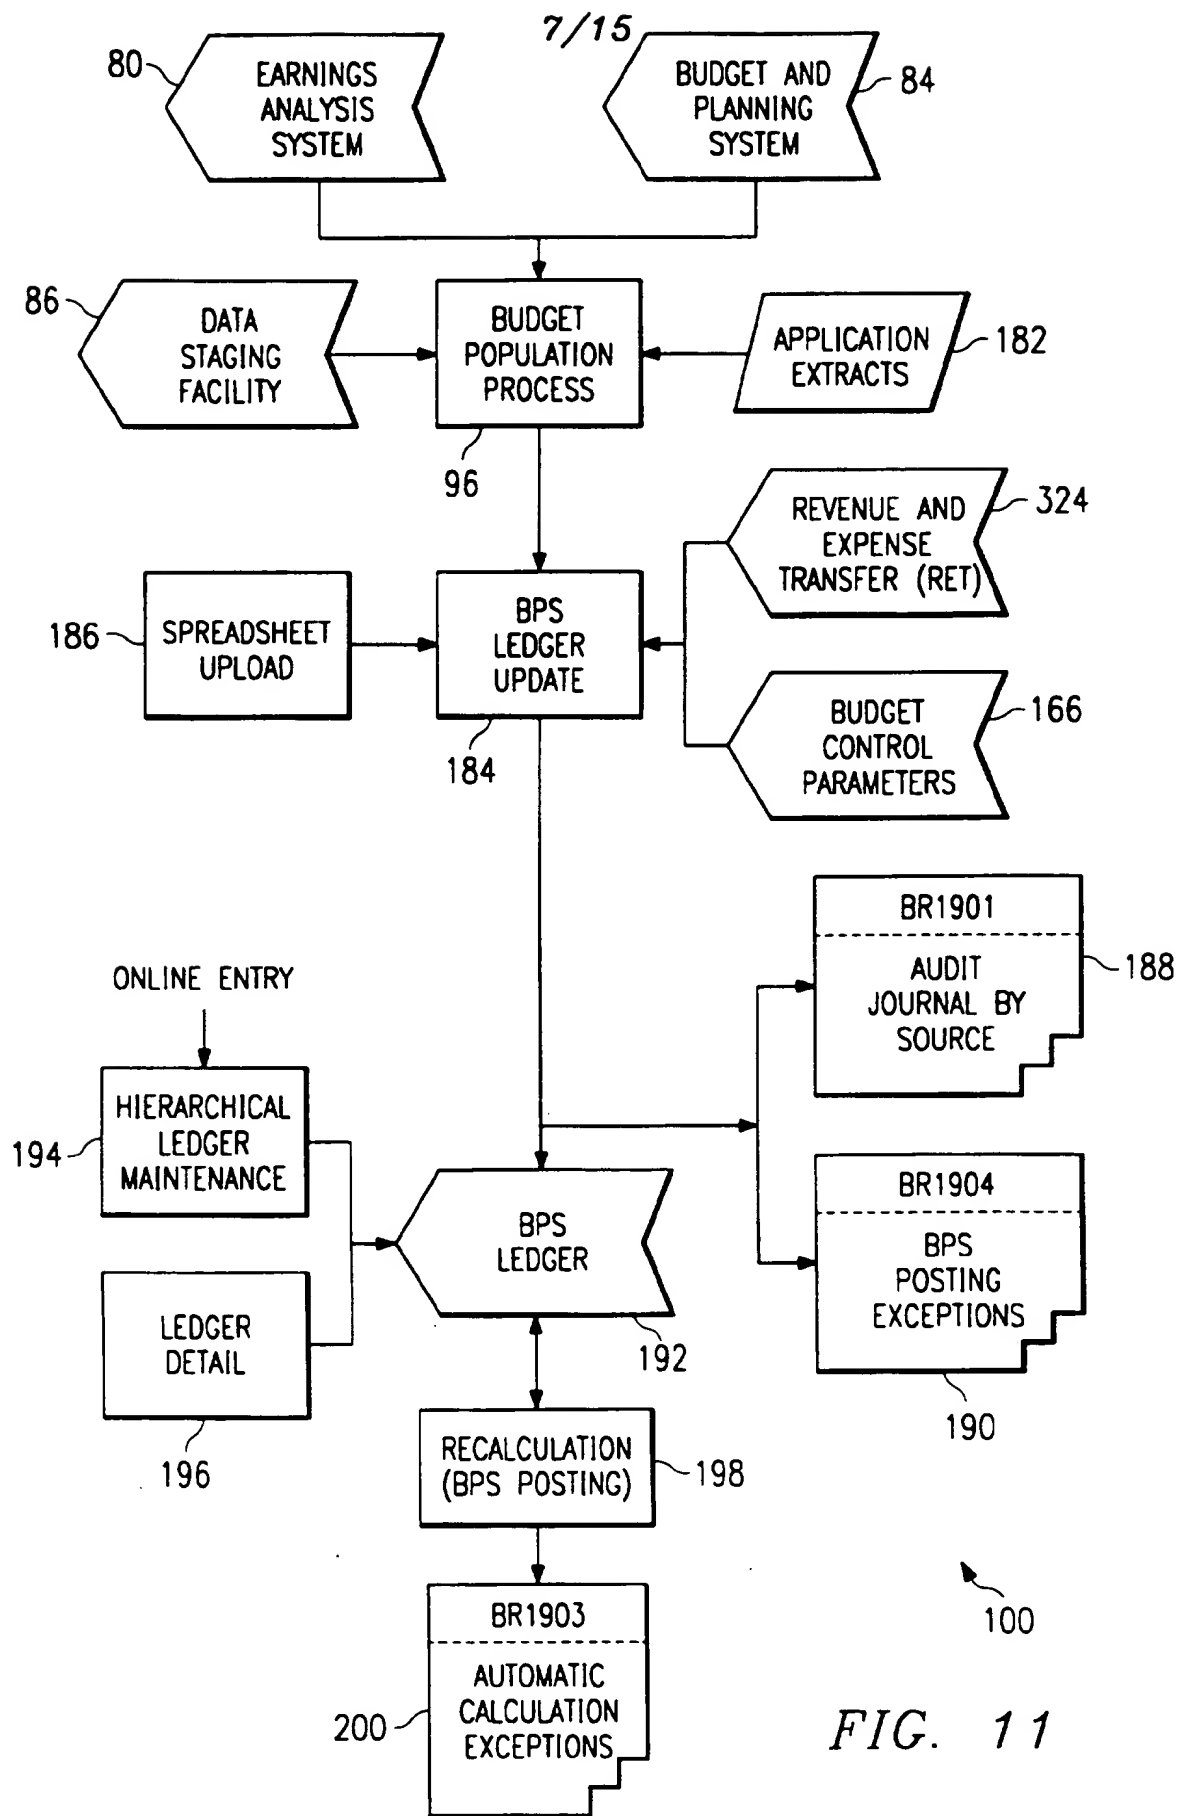 7/15
80
EARNINGS
ANALYSIS
SYSTEM
BUDGET AND
PLANNING
SYSTEM
84
86
DATA
STAGING
FACILITY
BUDGET
POPULATION
PROCESS
96
APPLICATION
EXTRACTS
182
REVENUE AND
EXPENSE
TRANSFER (RET)
324
186
SPREADSHEET
UPLOAD
BPS
LEDGER
UPDATE
184
BUDGET
CONTROL
PARAMETERS
166
BR1901
AUDIT
JOURNAL BY
SOURCE
188
ONLINE ENTRY
194
HIERARCHICAL
LEDGER
MAINTENANCE
BPS
LEDGER
192
BR1904
BPS
POSTING
EXCEPTIONS
190
LEDGER
DETAIL
196
RECALCULATION
(BPS POSTING)
198
BR1903
AUTOMATIC
CALCULATION
EXCEPTIONS
200
100
FIG. 11